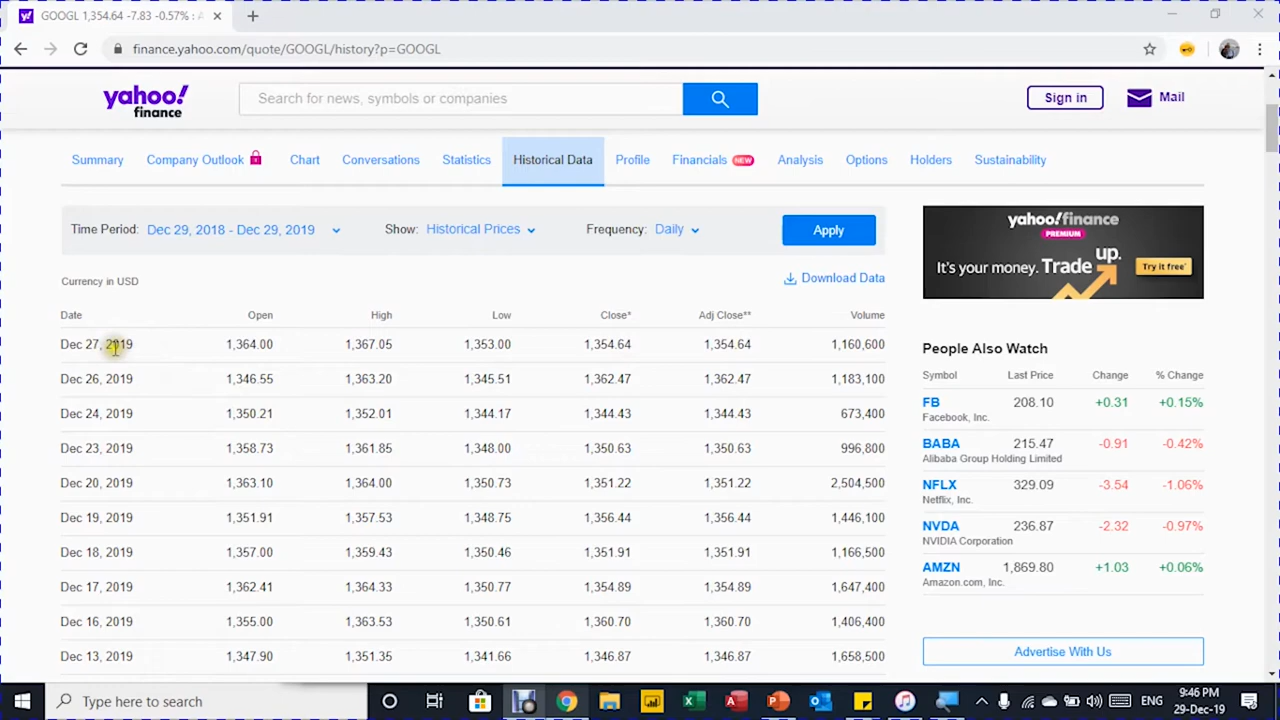 GOOGL 1,354.64 -7.83 -0.57% : A
finance.yahoo.com/quote/GOOGL/history?p=GOOGL
yahoo!
finance
Search for news, symbols or companies
Sign in
Mail
Summary Company Outlook Chart Conversations Statistics Historical Data Profile Financials NEW Analysis Options Holders Sustainability
Time Period: Dec 29, 2018 - Dec 29, 2019 Show: Historical Prices Frequency: Daily Apply
Currency in USD Download Data
Date Open High Low Close* Adj Close** Volume
Dec 27, 2019 1,364.00 1,367.05 1,353.00 1,354.64 1,354.64 1,160,600
Dec 26, 2019 1,346.55 1,363.20 1,345.51 1,362.47 1,362.47 1,183,100
Dec 24, 2019 1,350.21 1,352.01 1,344.17 1,344.43 1,344.43 673,400
Dec 23, 2019 1,358.73 1,361.85 1,348.00 1,350.63 1,350.63 996,800
Dec 20, 2019 1,363.10 1,364.00 1,350.73 1,351.22 1,351.22 2,504,500
Dec 19, 2019 1,351.91 1,357.53 1,348.75 1,356.44 1,356.44 1,446,100
Dec 18, 2019 1,357.00 1,359.43 1,350.46 1,351.91 1,351.91 1,166,500
Dec 17, 2019 1,362.41 1,364.33 1,350.77 1,354.89 1,354.89 1,647,400
Dec 16, 2019 1,355.00 1,363.53 1,350.61 1,360.70 1,360.70 1,406,400
Dec 13, 2019 1,347.90 1,351.35 1,341.66 1,346.87 1,346.87 1,658,500
yahoo!finance
PREMIUM
It's your money. Trade up.
Try it free*
People Also Watch
Symbol Last Price Change % Change
FB 208.10 +0.31 +0.15%
Facebook, Inc.
BABA 215.47 -0.91 -0.42%
Alibaba Group Holding Limited
NFLX 329.09 -3.54 -1.06%
Netflix, Inc.
NVDA 236.87 -2.32 -0.97%
NVIDIA Corporation
AMZN 1,869.80 +1.03 +0.06%
Amazon.com, Inc.
Advertise With Us
Type here to search
ENG
9:46 PM
29-Dec-19